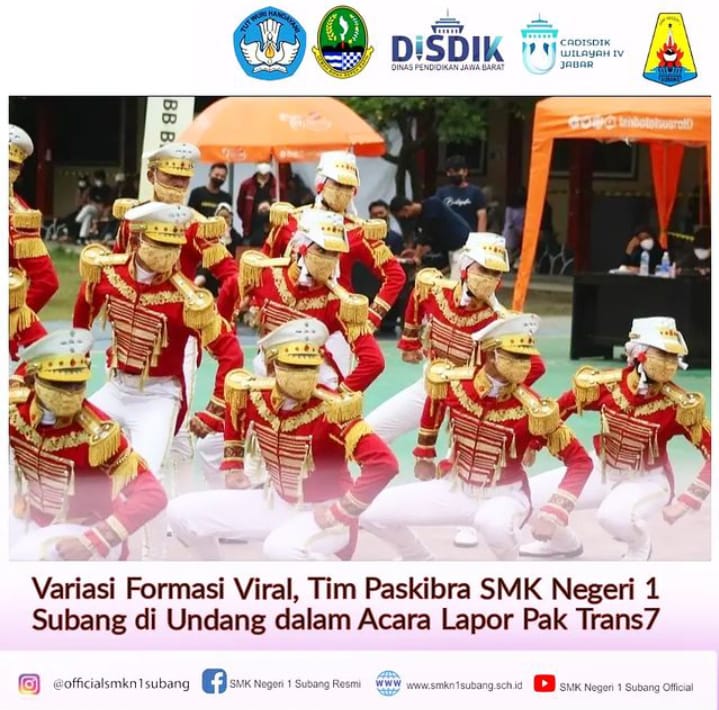 TUT WURI HANDAYANI
DISDIK
DINAS PENDIDIKAN JAWA BARAT
CADISDIK
WILAYAH IV
JABAR
SUBANG
BB B
Variasi Formasi Viral, Tim Paskibra SMK Negeri 1
Subang di Undang dalam Acara Lapor Pak Trans7
@officialsmkn1subang
SMK Negeri 1 Subang Resmi
www.smkn1subang.sch.id
SMK Negeri 1 Subang Official